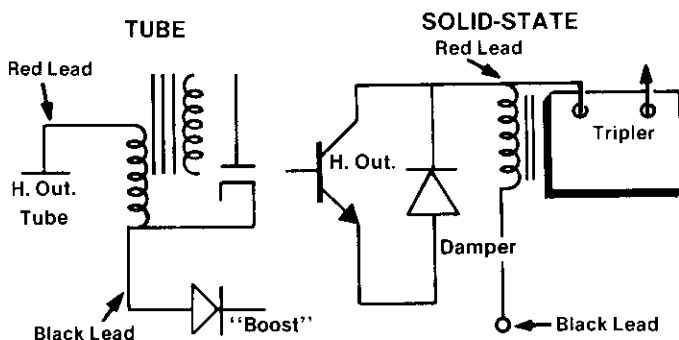 TUBE
Red Lead
H. Out.
Tube
Black Lead
"Boost"
SOLID-STATE
Red Lead
H. Out.
Damper
Tripler
Black Lead